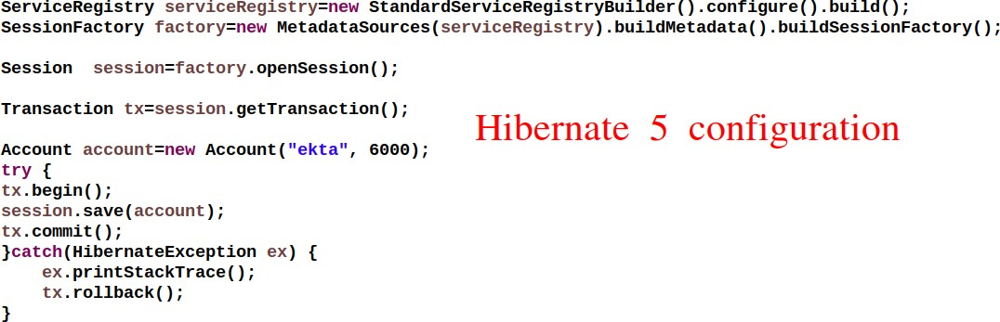 ServiceRegistry serviceRegistry=new StandardServiceRegistryBuilder().configure().build();
SessionFactory factory=new MetadataSources(serviceRegistry).buildMetadata().buildSessionFactory();
Session  session=factory.openSession();
Transaction tx=session.getTransaction();
Hibernate 5 configuration
Account account=new Account("ekta", 6000);
try {
tx.begin();
session.save(account);
tx.commit();
}catch(HibernateException ex) {
    ex.printStackTrace();
    tx.rollback();
}